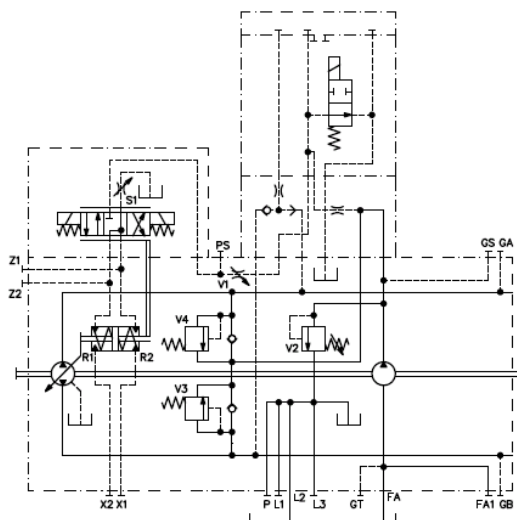 S1
PS
GS GA
Z1
Z2
V1
V4
V2
R1 R2
V3
X2 X1 P L1 L2 L3 GT FA FA1 GB